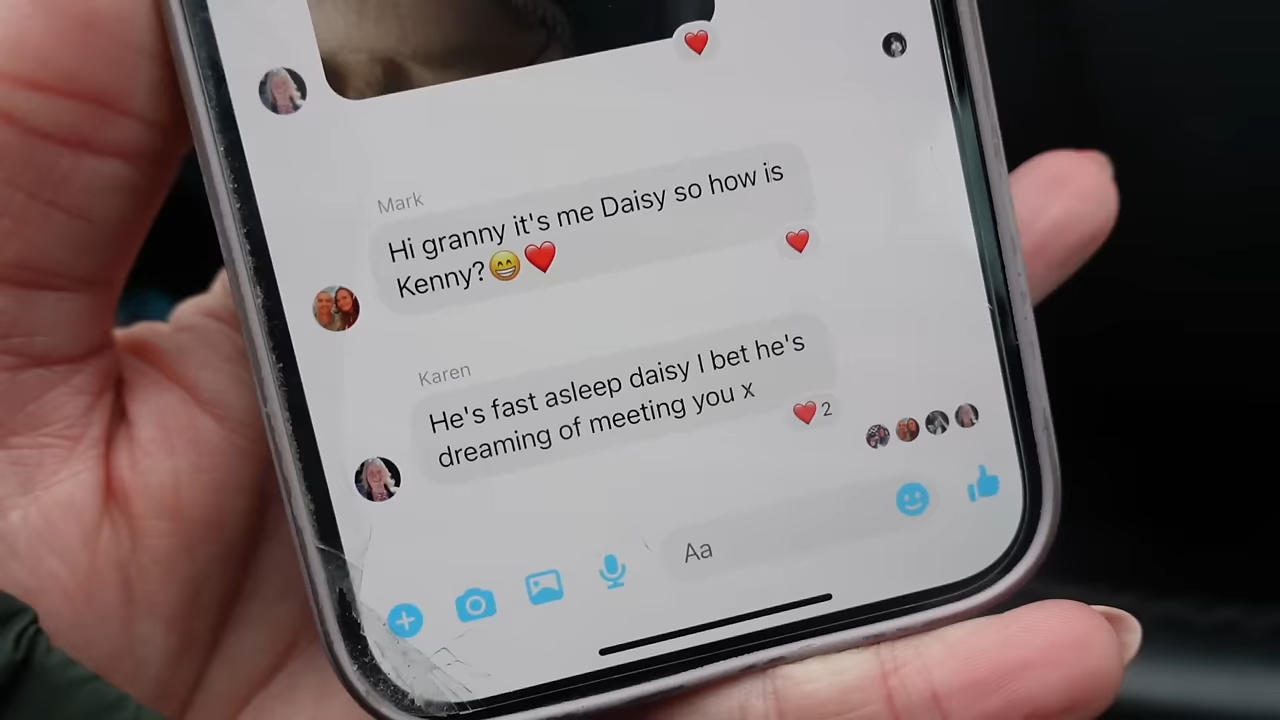 Mark
Hi granny it's me Daisy so how is
Kenny?😁❤️
Karen
He's fast asleep daisy I bet he's
dreaming of meeting you x
❤️ 2
Aa